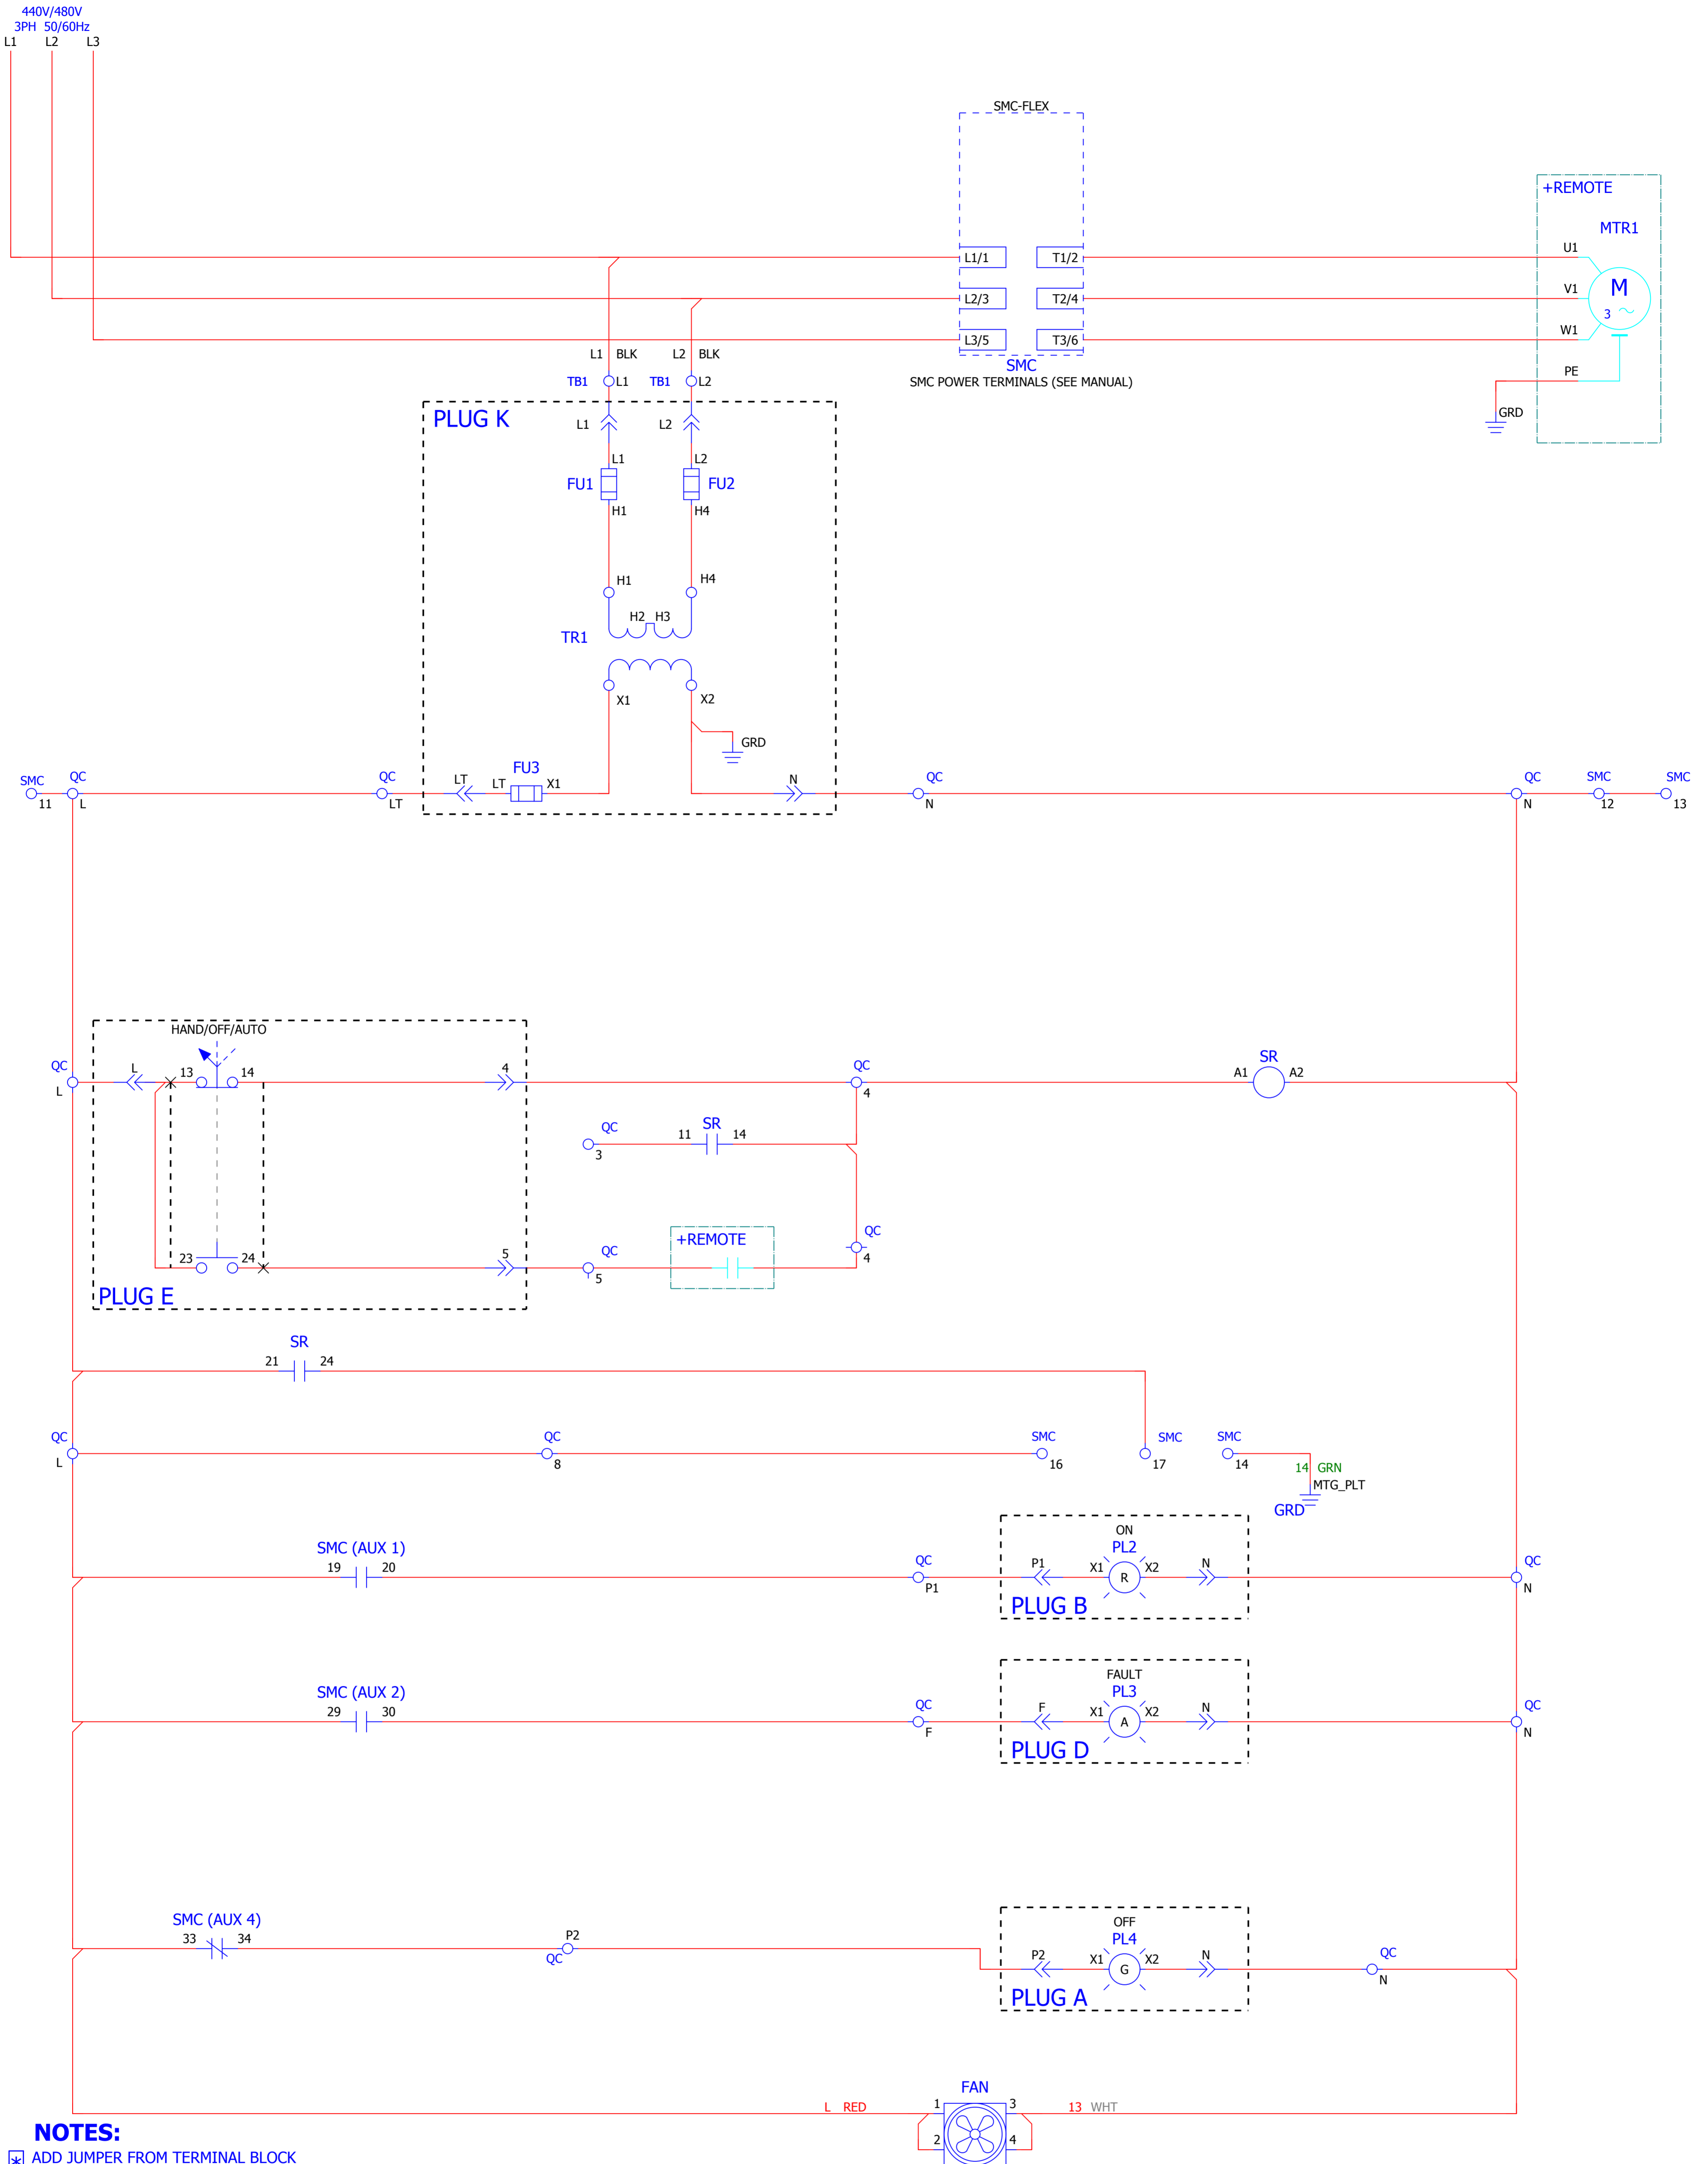 440V/480V
3PH 50/60Hz
L1 L2 L3
SMC-FLEX
+REMOTE
MTR1
L1/1 T1/2 U1
L2/3 T2/4 V1 M
3
L3/5 T3/6 W1
L1 BLK L2 BLK
SMC
SMC POWER TERMINALS (SEE MANUAL)
PE
TB1 L1 TB1 L2
PLUG K
GRD
L1 L2
L1 L2
FU1 FU2
H1 H4
H1 H4
H2 H3
TR1
X1 X2
GRD
SMC QC QC LT LT FU3 X1 N QC QC SMC SMC
11 L LT N N 12 13
HAND/OFF/AUTO
QC L 13 14 4 QC SR
A1 A2
L 4
QC 11 SR 14
3
QC
+REMOTE
23 24 5 QC 4
5
PLUG E
SR
21 24
QC QC SMC SMC SMC
L 8 16 17 14
14 GRN
MTG_PLT
GRD
ON
SMC (AUX 1) PL2
19 20 QC P1 X1 R X2 N QC
P1 N
PLUG B
FAULT
SMC (AUX 2) PL3
29 30 QC F X1 A X2 N QC
F N
PLUG D
SMC (AUX 4) OFF
33 34 P2 PL4
QC P2 X1 G X2 N QC
N
PLUG A
FAN
L RED 1 3 13 WHT
2 4
NOTES:
* ADD JUMPER FROM TERMINAL BLOCK